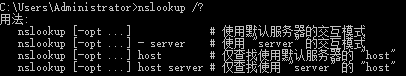 C:\Users\Administrator>nslookup /?
用法:
nslookup [-opt ...] # 使用默认服务器的交互模式
nslookup [-opt ...] - server # 使用 "server" 的交互模式
nslookup [-opt ...] host # 仅查找使用默认服务器的 "host"
nslookup [-opt ...] host server # 仅查找使用 "server" 的 "host"